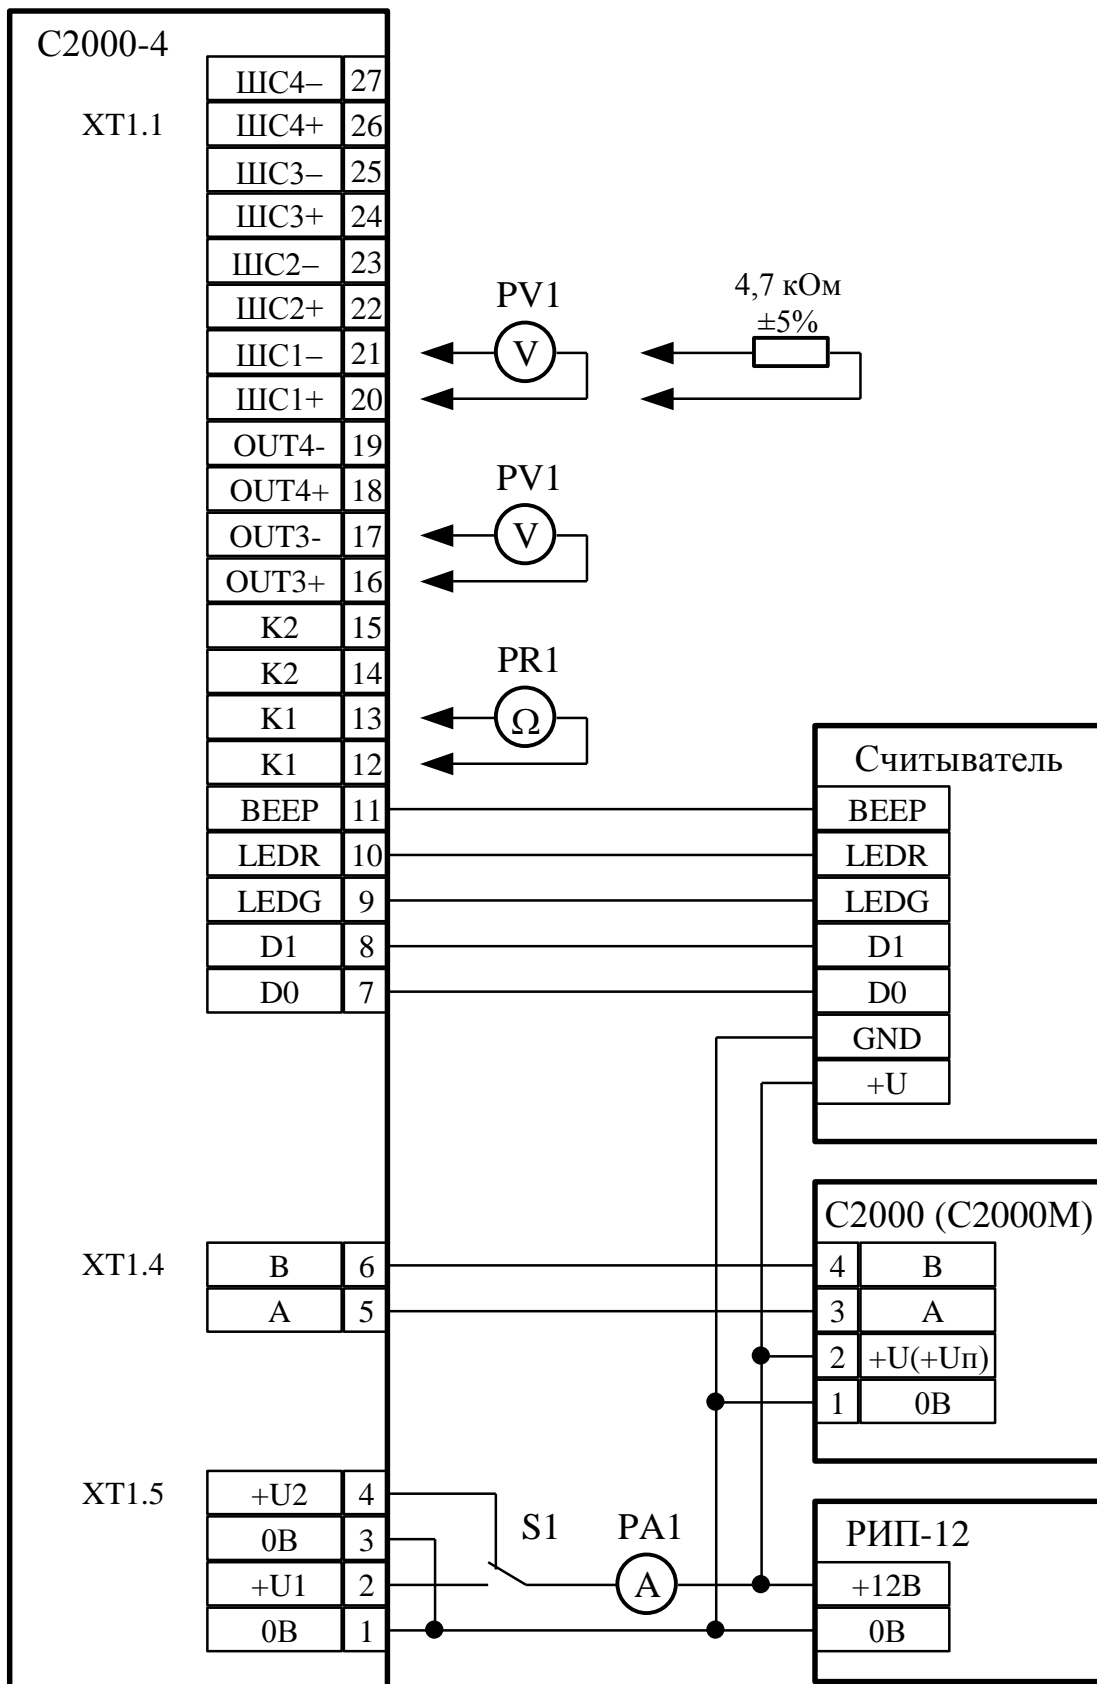 С2000-4
ШС4– 27
XT1.1 ШС4+ 26
ШС3– 25
ШС3+ 24
ШС2– 23
ШС2+ 22
ШС1– 21
ШС1+ 20
OUT4- 19
OUT4+ 18
OUT3- 17
OUT3+ 16
К2 15
К2 14
К1 13
К1 12
BEEP 11
LEDR 10
LEDG 9
D1 8
D0 7
XT1.4 B 6
A 5
XT1.5 +U2 4
0В 3
+U1 2
0В 1
PV1
V
4,7 кОм
±5%
PV1
V
PR1
Ω
S1
PA1
A
Считыватель
BEEP
LEDR
LEDG
D1
D0
GND
+U
С2000 (С2000М)
4 B
3 A
2 +U(+Uп)
1 0В
РИП-12
+12В
0В